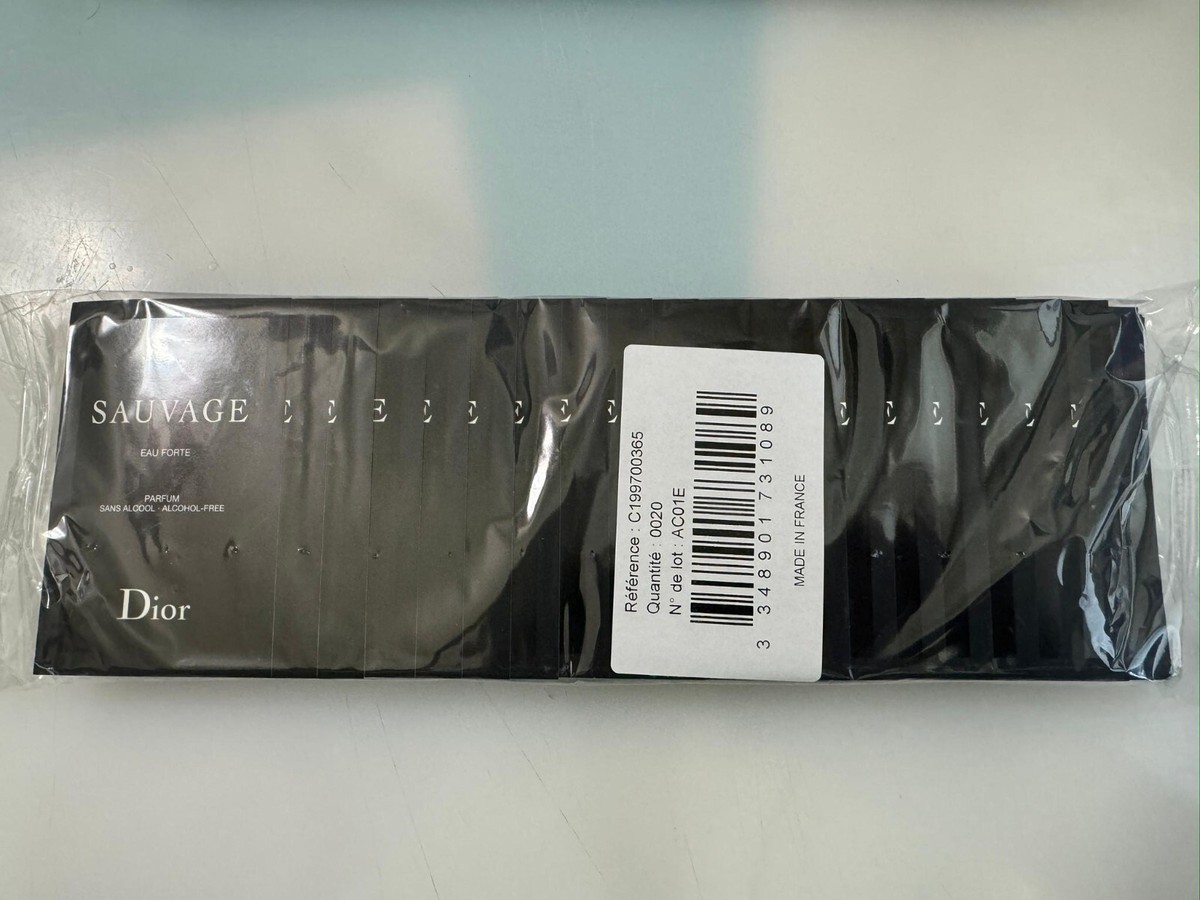 SAUVAGE
EAU FORTE
PARFUM
SANS ALCOOL - ALCOHOL-FREE
Dior
E E E E E E E E
E E E E E E
Référence : C199700365
Quantité : 0020
N° de lot : AC01E
3 348901 731089
MADE IN FRANCE